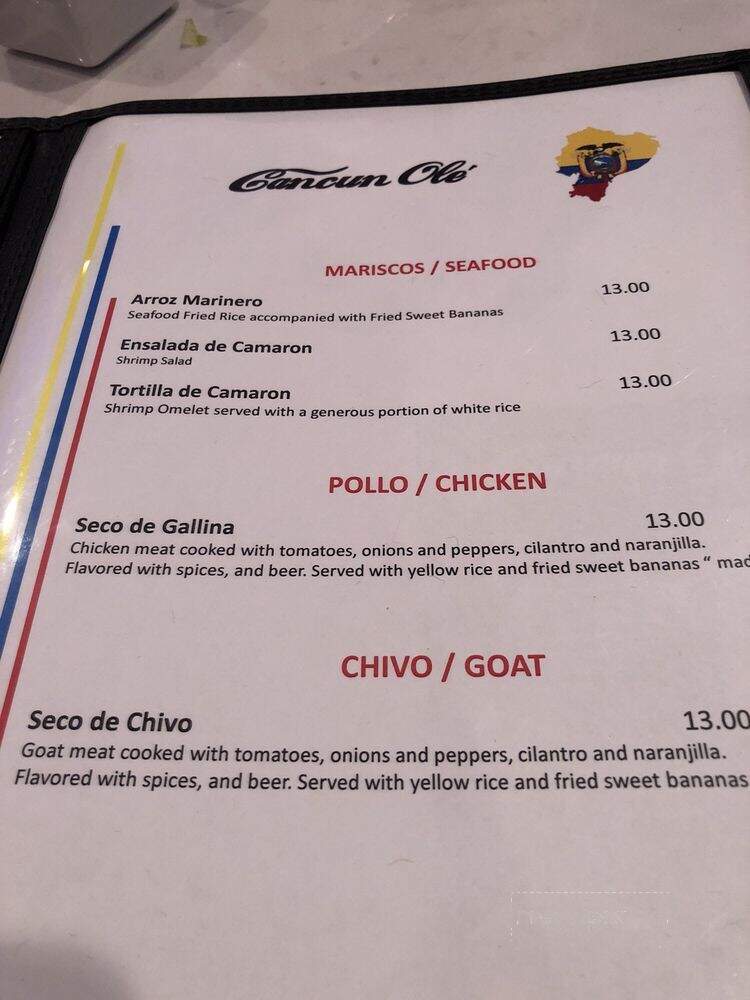 Cancun Olé
MARISCOS / SEAFOOD
Arroz Marinero 13.00
Seafood Fried Rice accompanied with Fried Sweet Bananas
Ensalada de Camaron 13.00
Shrimp Salad
Tortilla de Camaron 13.00
Shrimp Omelet served with a generous portion of white rice
POLLO / CHICKEN
Seco de Gallina 13.00
Chicken meat cooked with tomatoes, onions and peppers, cilantro and naranjilla.
Flavored with spices, and beer. Served with yellow rice and fried sweet bananas “ mad
CHIVO / GOAT
Seco de Chivo 13.00
Goat meat cooked with tomatoes, onions and peppers, cilantro and naranjilla.
Flavored with spices, and beer. Served with yellow rice and fried sweet bananas